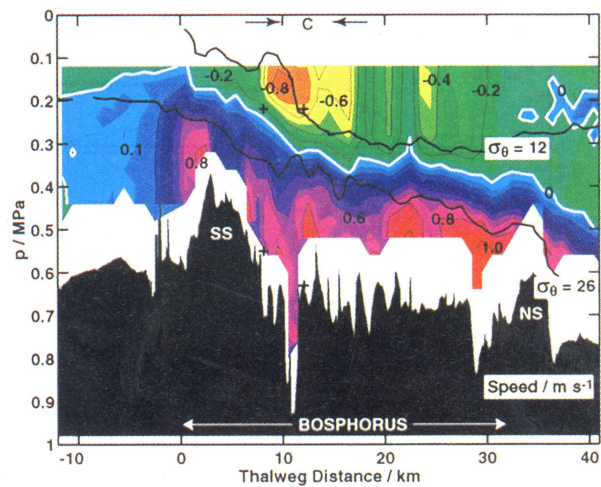 C
0
0.1
0.2
0.3
0.4
0.5
0.6
0.7
0.8
0.9
1
p / MPa
-0.2
-0.8
-0.6
-0.4
-0.2
0
0.1
0.8
σθ = 12
0
0.6
0.8
1.0
SS
σθ = 26
NS
Speed / m s-1
BOSPHORUS
-10 0 10 20 30 40
Thalweg Distance / km